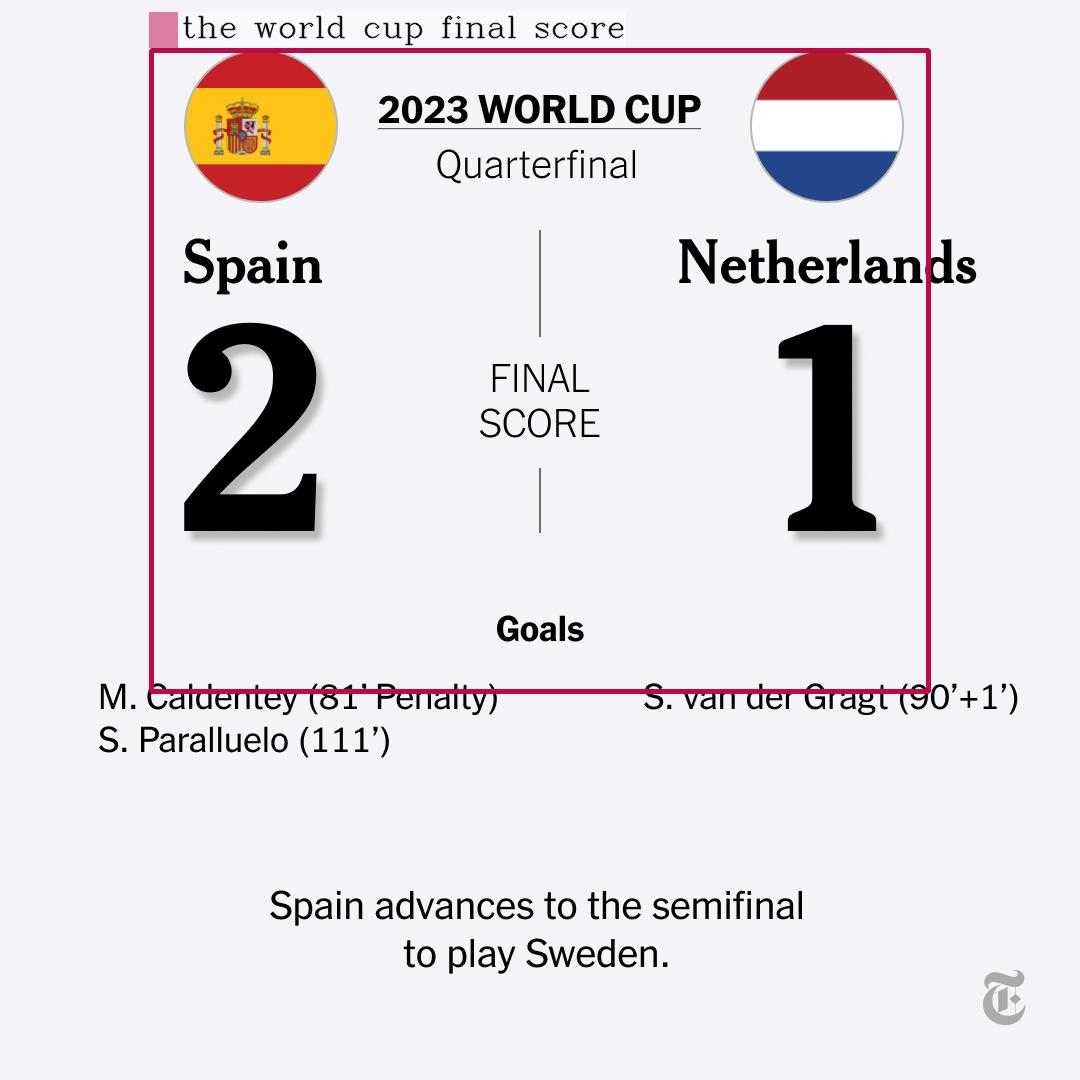 the world cup final score
2023 WORLD CUP
Quarterfinal
Spain
Netherlands
2
FINAL
SCORE
1
Goals
M. Caldentey (81’ Penalty)
S. van der Gragt (90’+1’)
S. Paralluelo (111’)
Spain advances to the semifinal
to play Sweden.
T